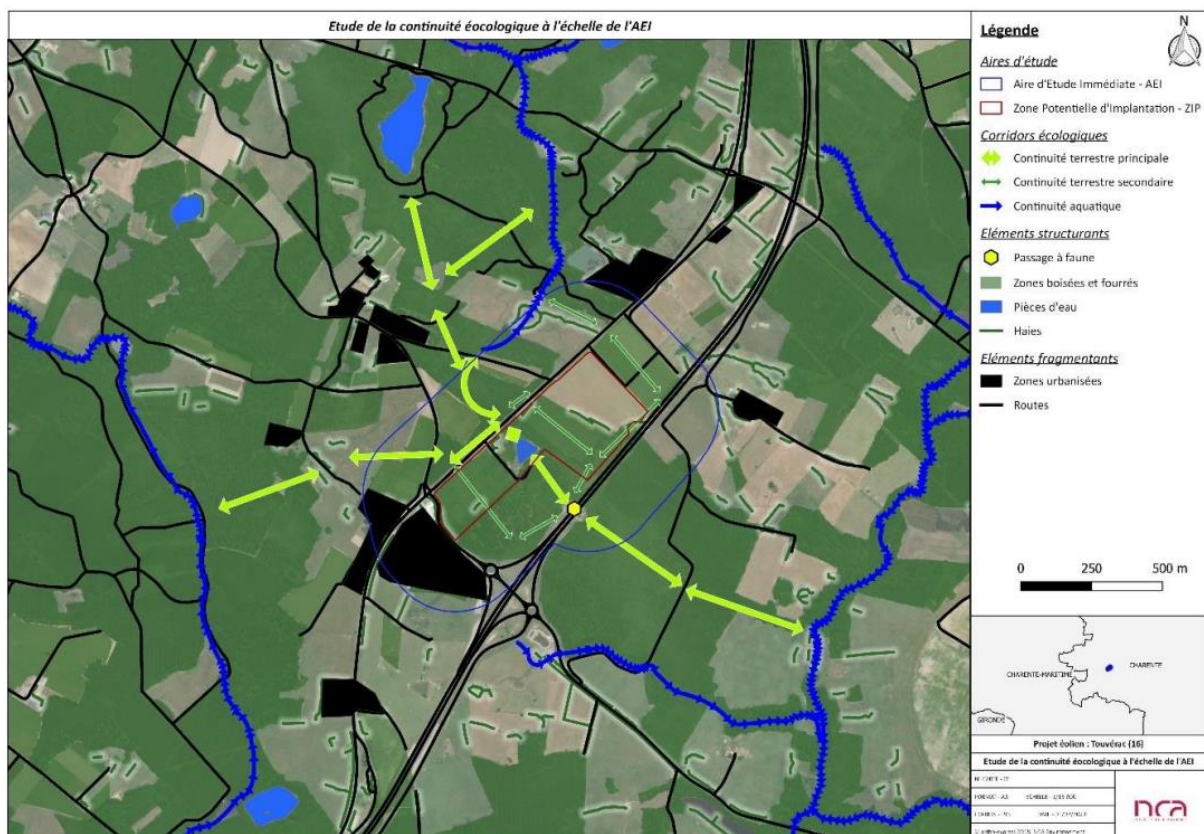 Etude de la continuité éocologique à l'échelle de l'AEI
N
Légende
Aires d'étude
Aire d'Etude Immédiate - AEI
Zone Potentielle d'Implantation - ZIP
Corridors écologiques
Continuité terrestre principale
Continuité terrestre secondaire
Continuité aquatique
Eléments structurants
Passage à faune
Zones boisées et fourrés
Pièces d'eau
Haies
Eléments fragmentants
Zones urbanisées
Routes
0 250 500 m
CHARENTE-MARITIME
CHARENTE
GIRONDE
Projet éolien : Touvérac (16)
Etude de la continuité éocologique à l'échelle de l'AEI
nca